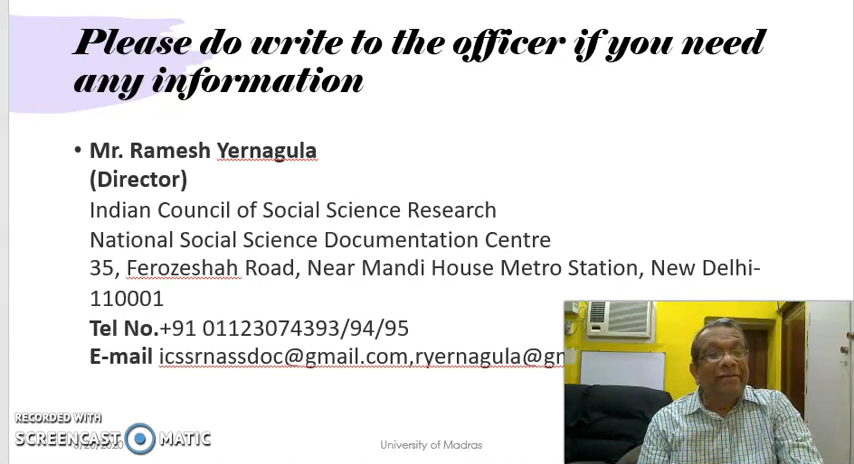 Please do write to the officer if you need
any information
• Mr. Ramesh Yernagula
(Director)
Indian Council of Social Science Research
National Social Science Documentation Centre
35, Ferozeshah Road, Near Mandi House Metro Station, New Delhi-
110001
Tel No.+91 01123074393/94/95
E-mail icssrnassdoc@gmail.com,ryernagula@gm
RECORDED WITH
SCREENCAST MATIC
University of Madras